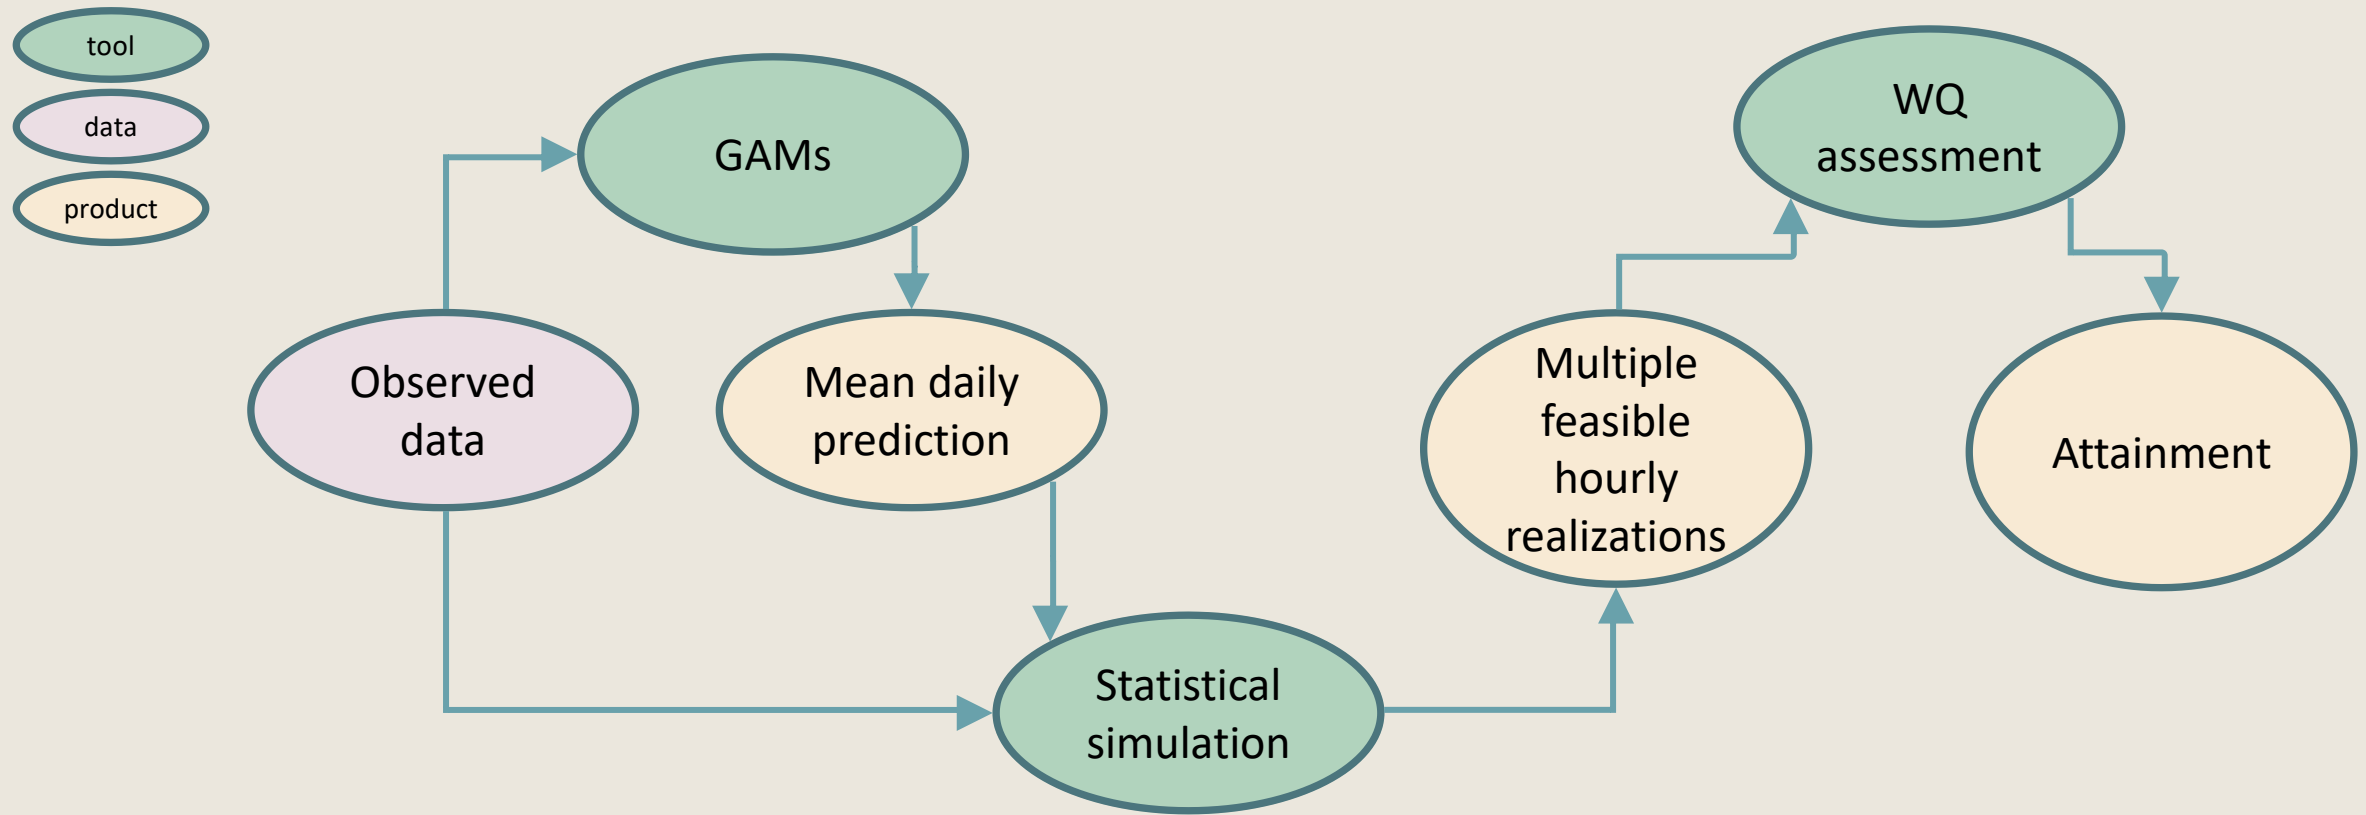 tool
data
product
GAMs
WQ
assessment
Observed
data
Mean daily
prediction
Multiple
feasible
hourly
realizations
Attainment
Statistical
simulation